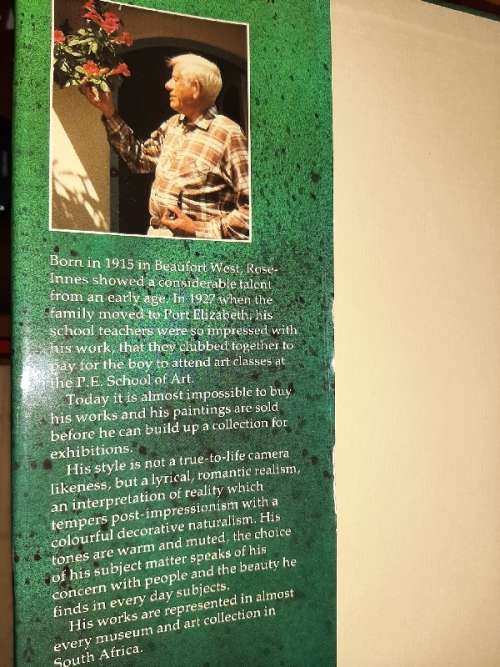 Born in 1915 in Beaufort West, Rose-
Innes showed a considerable talent
from an early age. In 1927 when the
family moved to Port Elizabeth, his
school teachers were so impressed with
his work, that they clubbed together to
pay for the boy to attend art classes at
the P.E. School of Art.
Today it is almost impossible to buy
his works and his paintings are sold
before he can build up a collection for
exhibitions.
His style is not a true-to-life camera
likeness, but a lyrical, romantic realism,
an interpretation of reality which
tempers post-impressionism with a
colourful decorative naturalism. His
tones are warm and muted, the choice
of his subject matter speaks of his
concern with people and the beauty he
finds in every day subjects.
His works are represented in almost
every museum and art collection in
South Africa.